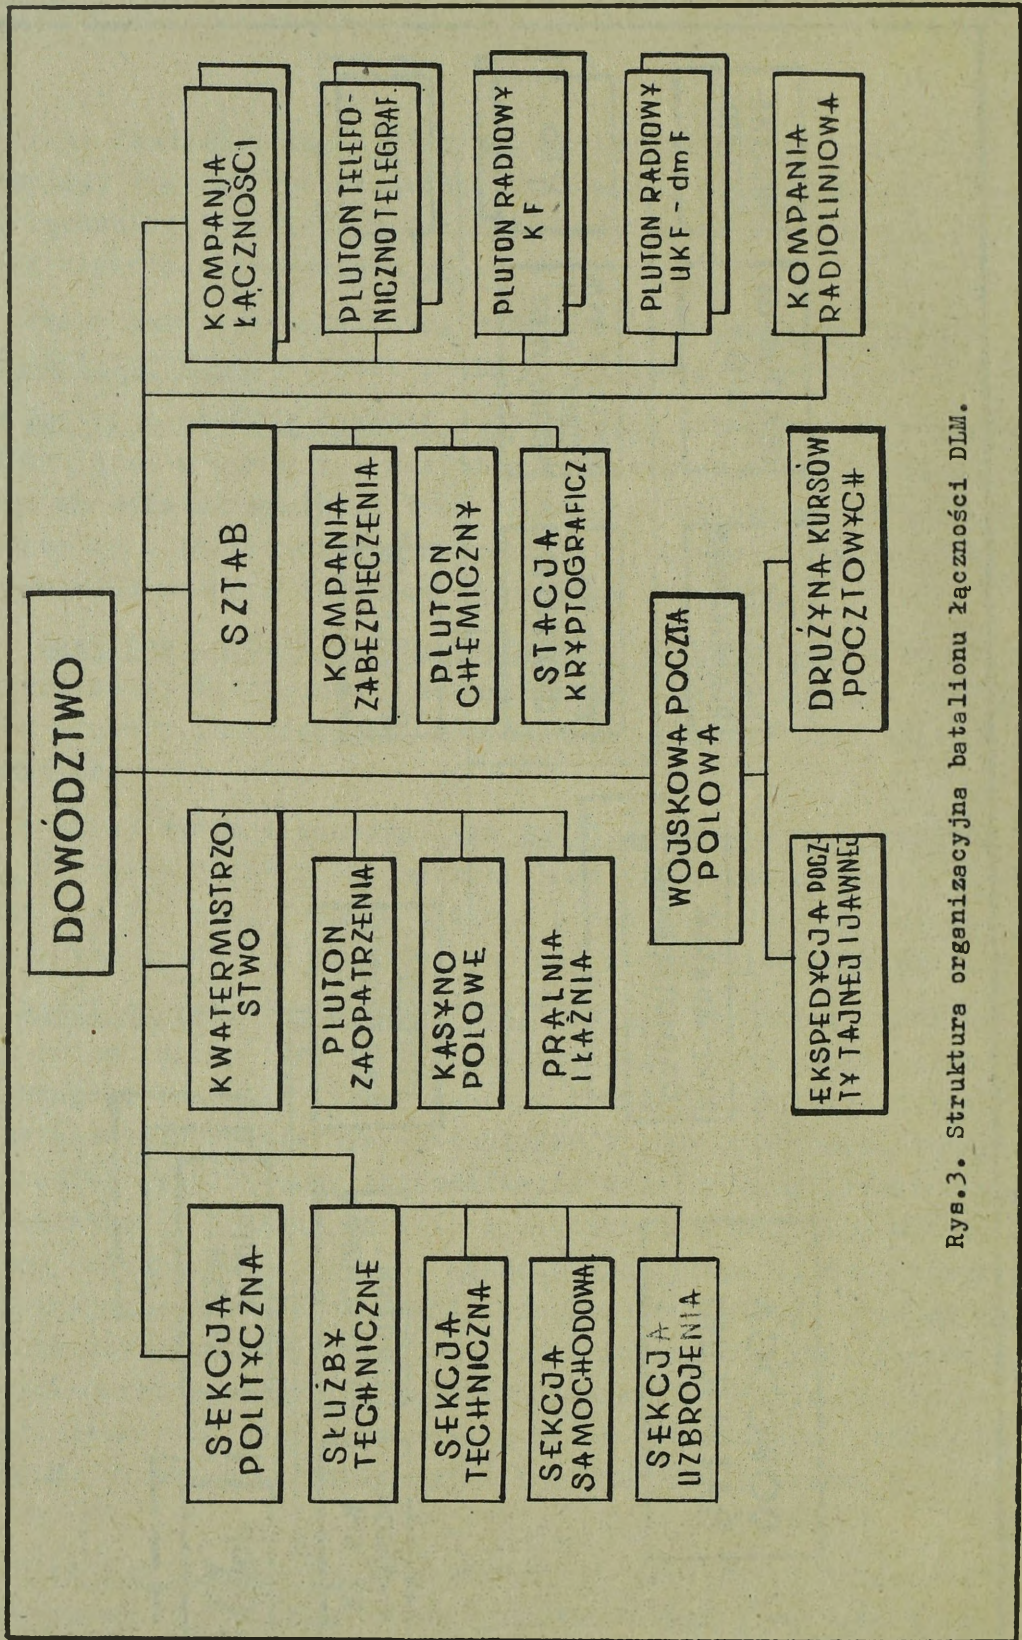 DOWÓDZTWO
SEKCJA
POLITYCZNA
SŁUŻBY
TECHNICZNE
SEKCJA
TECHNICZNA
SEKCJA
SAMOCHODOWA
SEKCJA
UZBROJENIA
KWATERMISTRZO-
STWO
PLUTON
ZAOPATRZENIA
KASYNO
POLOWE
PRALNIA
I ŁAŹNIA
SZTAB
KOMPANIA
ZABEZPIECZENIA
PLUTON
CHEMICZNY
STACJA
KRYPTOGRAFICZ.
KOMPANJA
ŁĄCZNOŚCI
PLUTON TELEFO-
NICZNO TELEGRAF.
PLUTON RADIOWY
KF
PLUTON RADIOWY
UKF - dmF
KOMPANIA
RADIOLINIOWA
WOJSKOWA POCZTA
POLOWA
EKSPEDYCJA POCZ-
TY TAJNEJ I JAWNEJ
DRUŻYNA KURSÓW
POCZTOWYCH
Rys.3. Struktura organizacyjna batalionu łączności DLM.